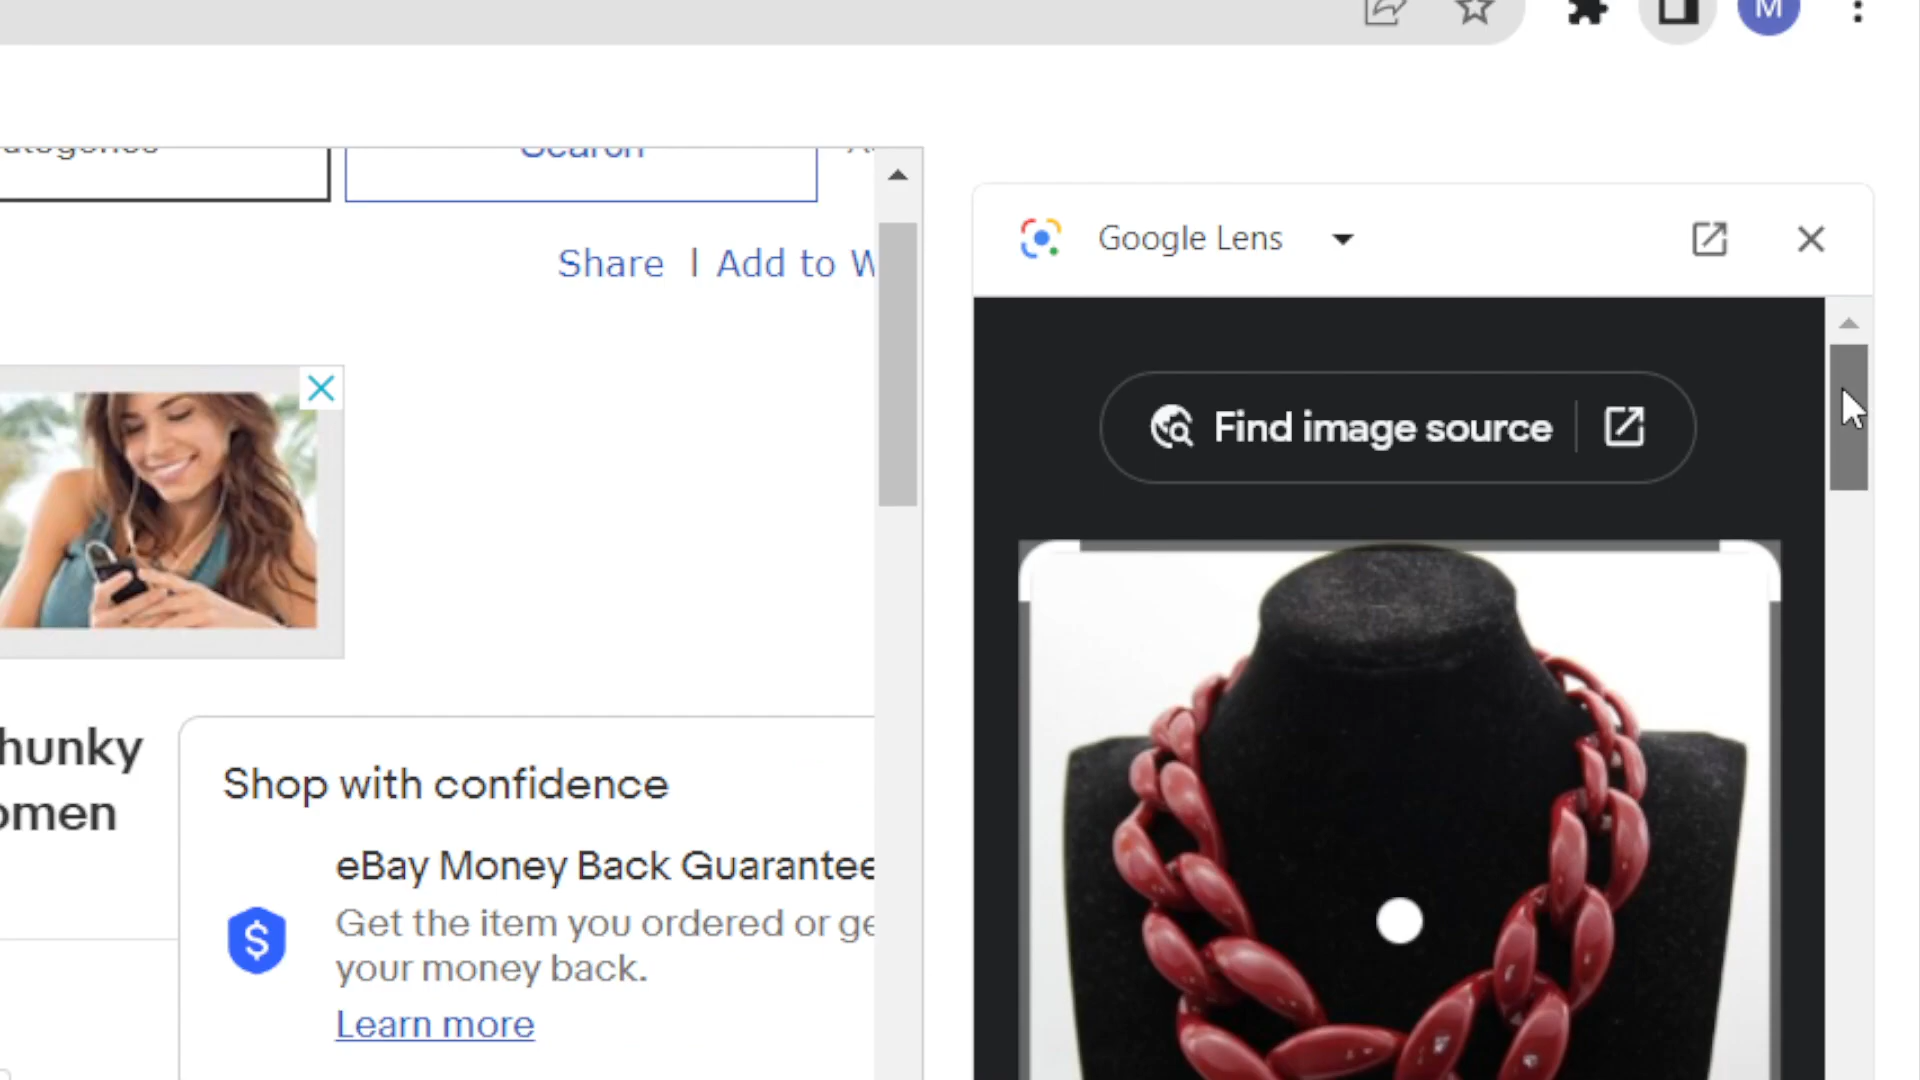 M
Search
Share | Add to W
Google Lens
Find image source
hunky
omen
Shop with confidence
eBay Money Back Guarantee
Get the item you ordered or ge
your money back.
Learn more